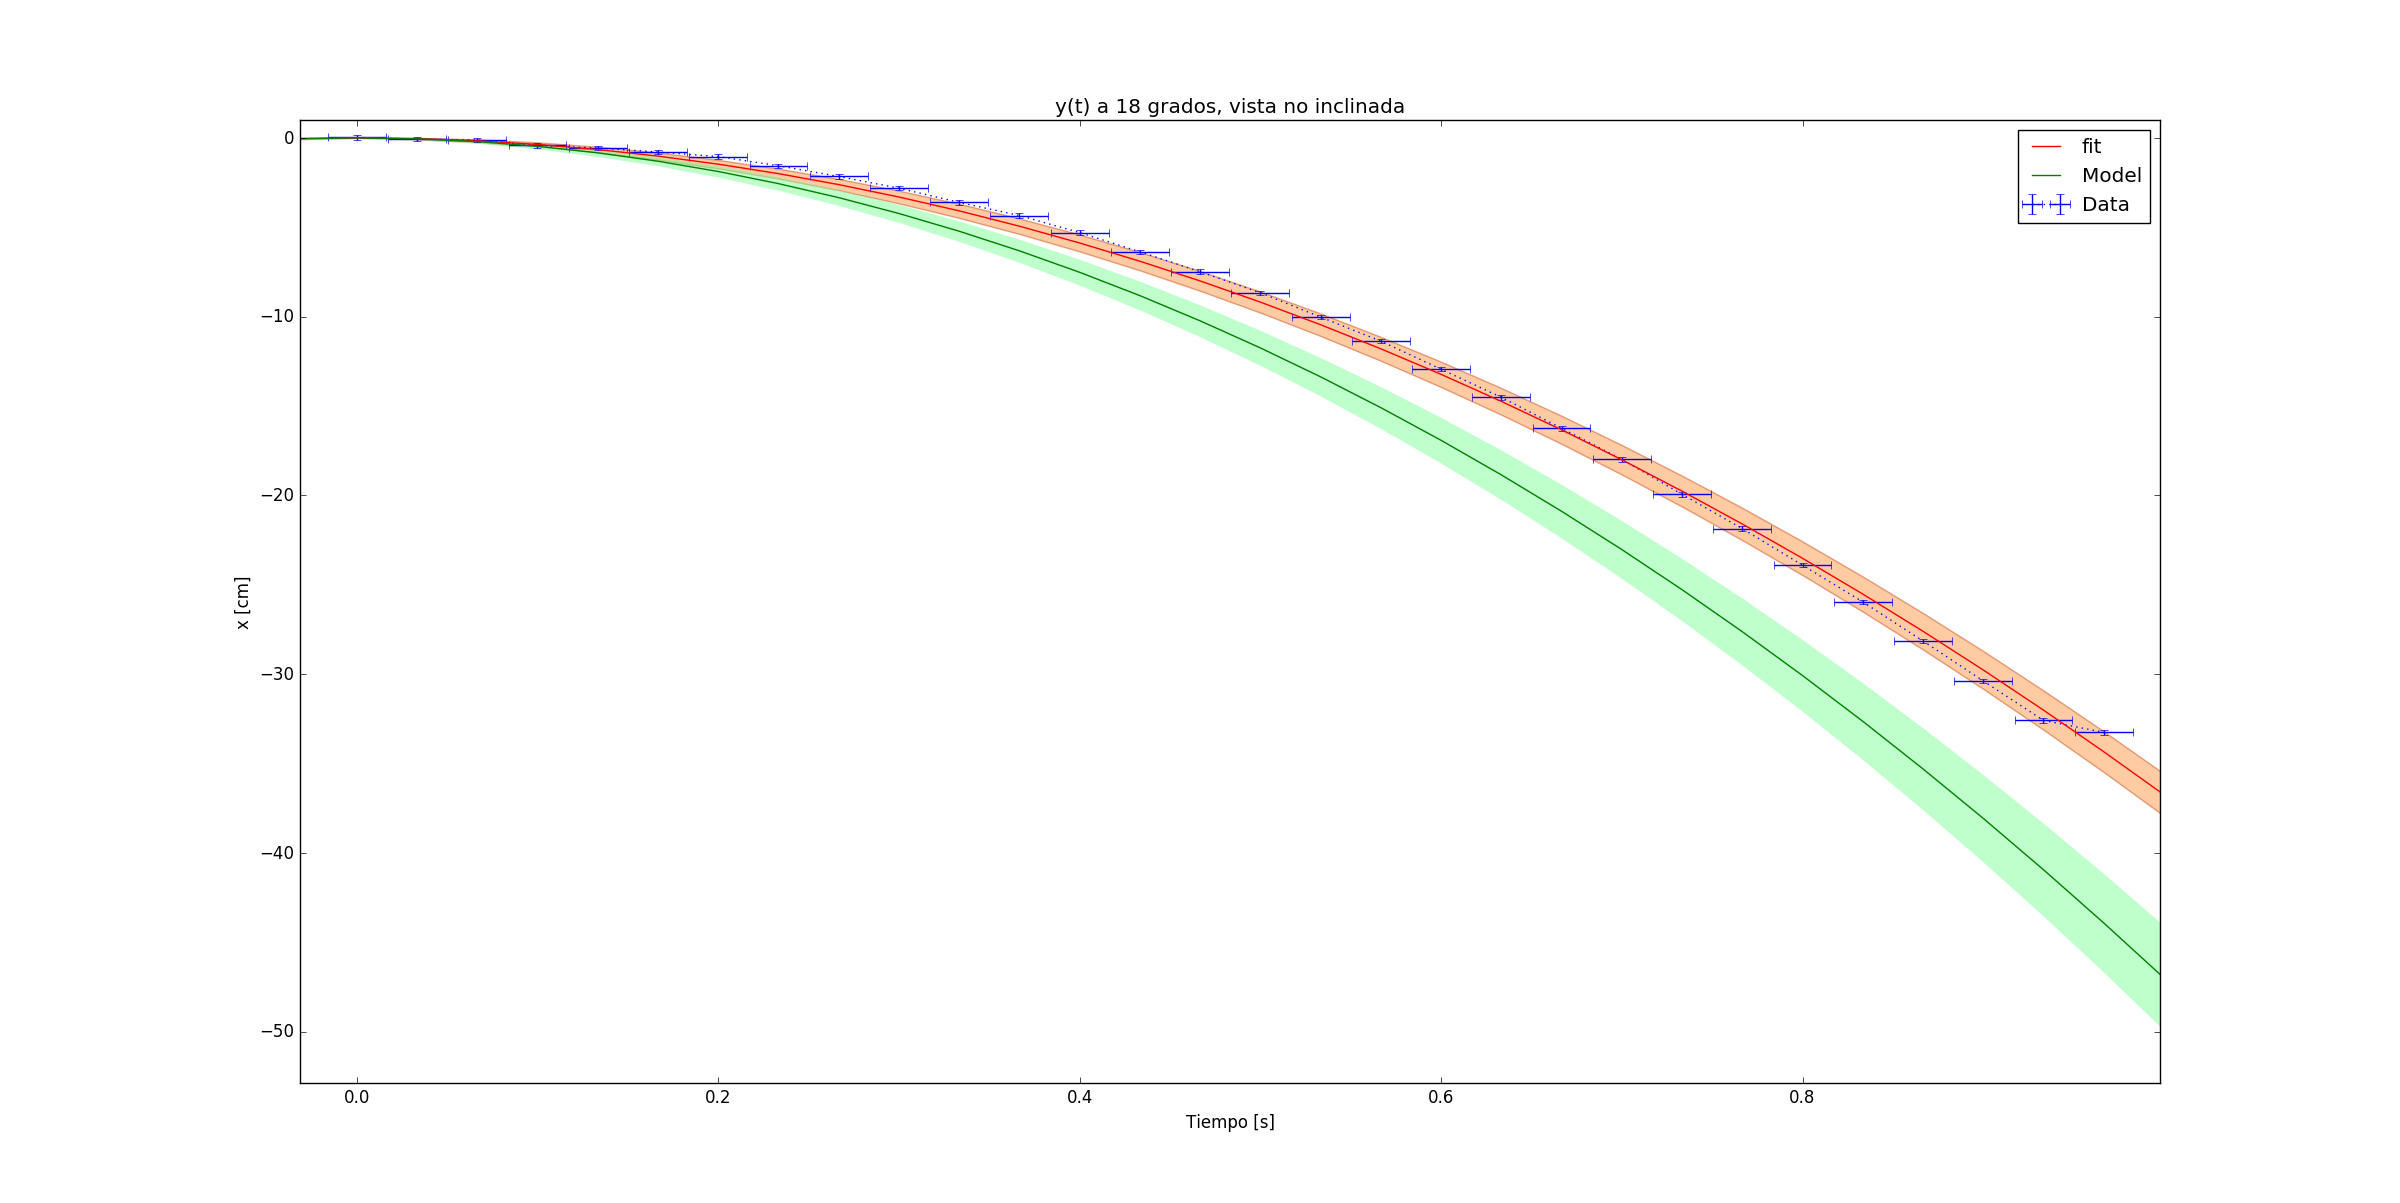 y(t) a 18 grados, vista no inclinada
fit
Model
Data
0
−10
−20
−30
−40
−50
x [cm]
0.0
0.2
0.4
0.6
0.8
Tiempo [s]